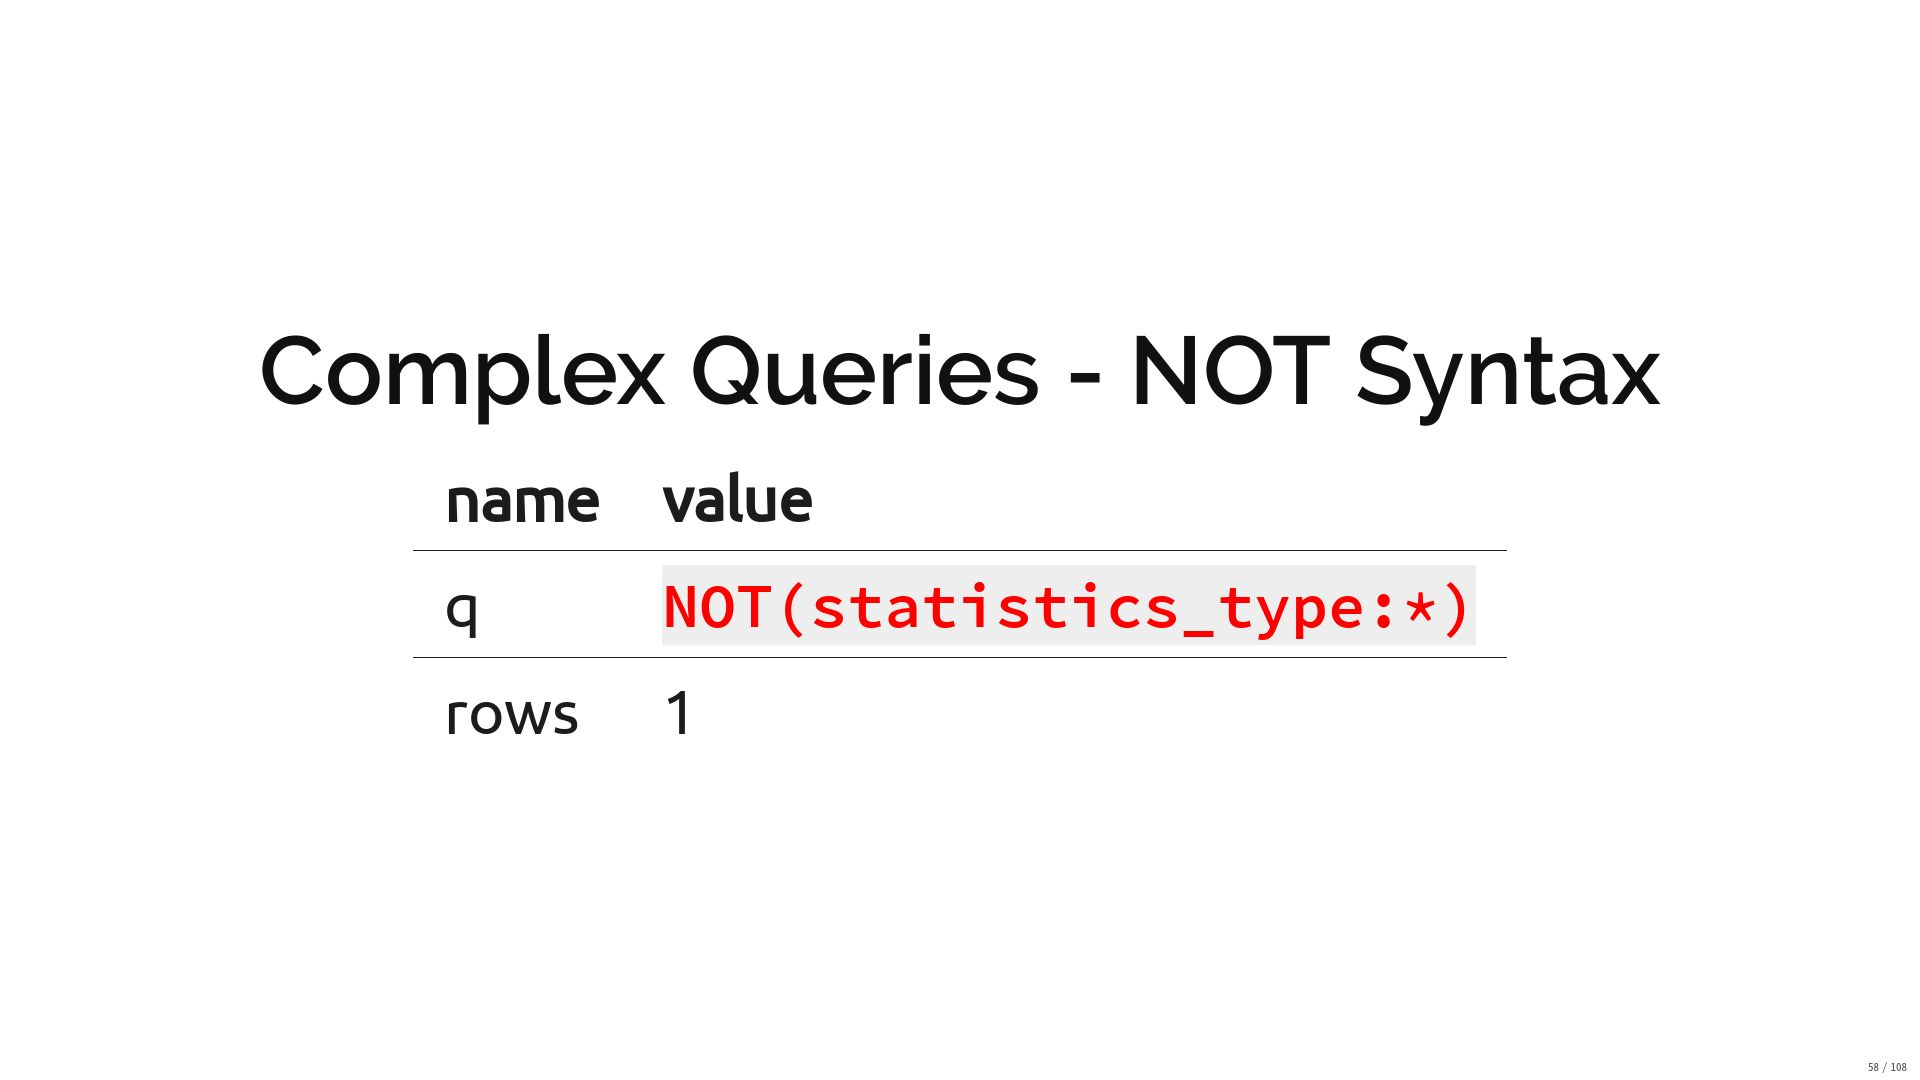 Complex Queries - NOT Syntax
name value
q NOT(statistics_type:*)
rows 1
58 / 108